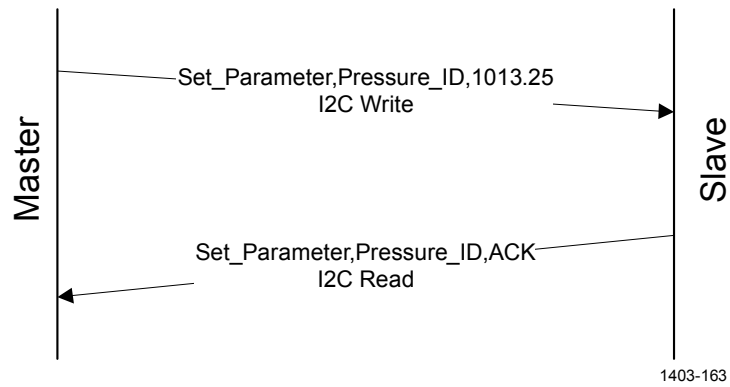 Master
Set_Parameter,Pressure_ID,1013.25
I2C Write
Slave
Set_Parameter,Pressure_ID,ACK
I2C Read
1403-163